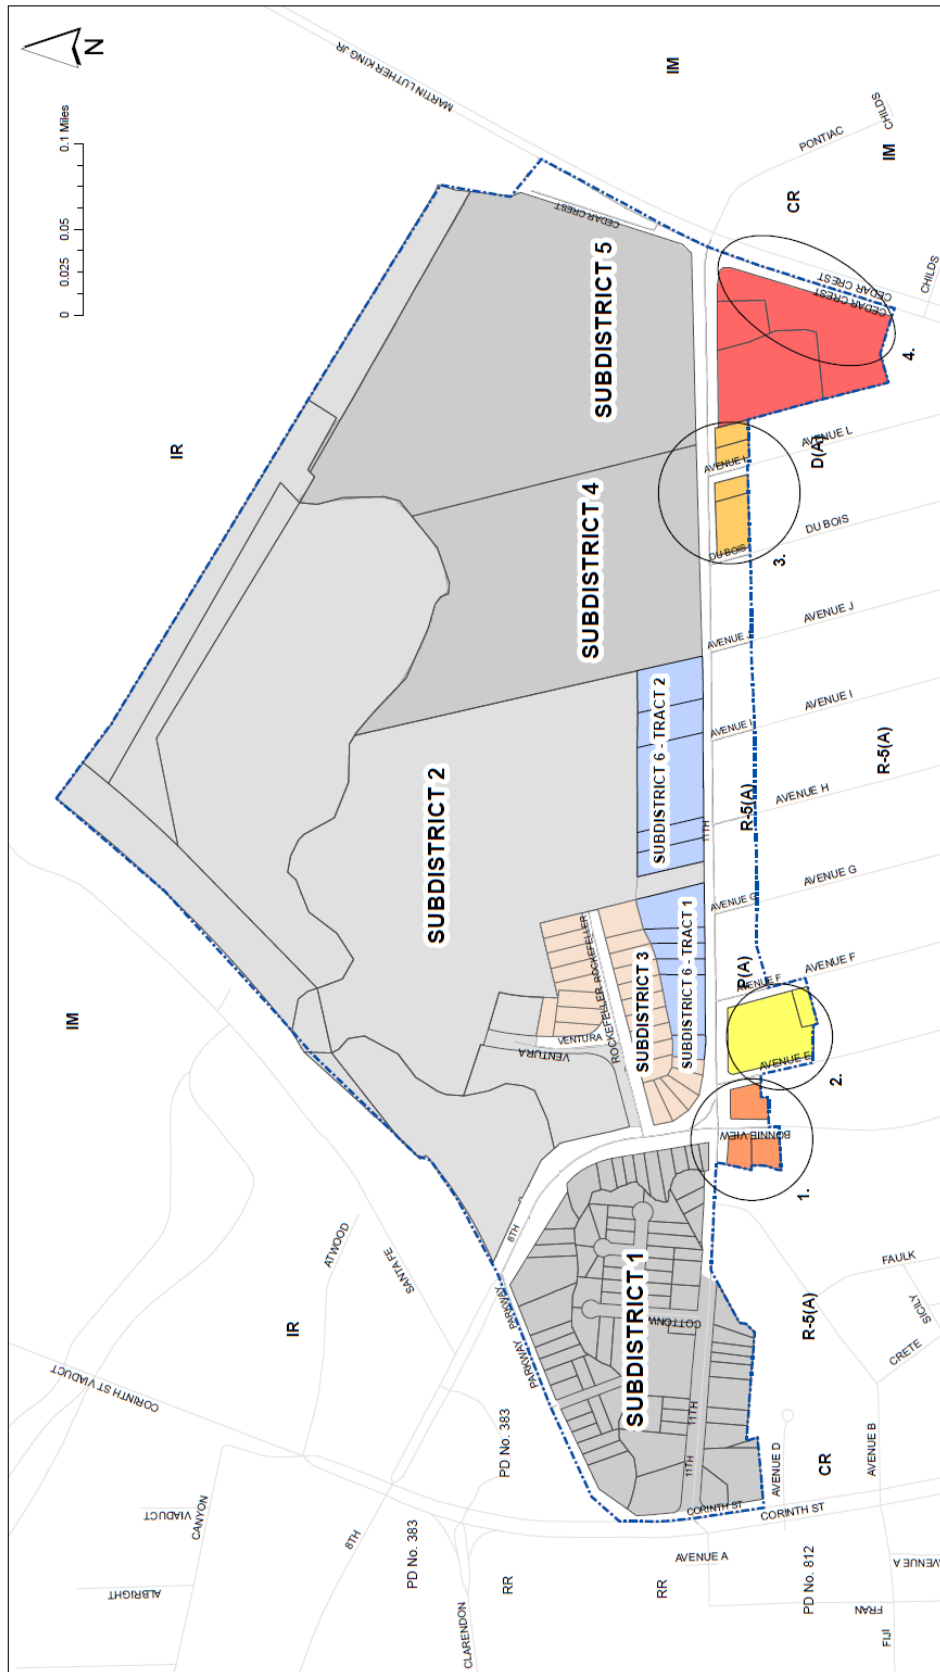 N
0 0.025 0.05 0.1 Miles
MARTIN LUTHER KING JR
IM
IR
IM
IR
PONTIAC
CHILDS
IM
CR
CEDAR CREST
SUBDISTRICT 5
SUBDISTRICT 4
SUBDISTRICT 2
SUBDISTRICT 6 - TRACT 2
SUBDISTRICT 6 - TRACT 1
SUBDISTRICT 3
SUBDISTRICT 1
ROCKEFELLER
ROCKEFELLER
VENTURA
VENTURA
8TH
PARKWAY
PARKWAY
SANTA FE
ATWOOD
CORINTH ST VIADUCT
CANYON
VIADUCT
ALBRIGHT
8TH
PD No. 383
PD No. 383
CLARENDON
RR
RR
11TH
11TH
11TH
CORINTH ST
CORINTH ST
AVENUE A
PD No. 812
FRAN
FIJI
AVENUE A
AVENUE B
AVENUE D
CR
CRETE
SICILY
FAULK
R-5(A)
BONNIE VIEW
1.
AVENUE E
2.
AVENUE F
AVENUE F
P(A)
AVENUE G
AVENUE G
AVENUE H
R-5(A)
R-5(A)
AVENUE I
AVENUE I
AVENUE J
AVENUE J
DU BOIS
DU BOIS
3.
AVENUE L
AVENUE L
D(A)
CEDAR CREST
CEDAR CREST
CHILDS
4.